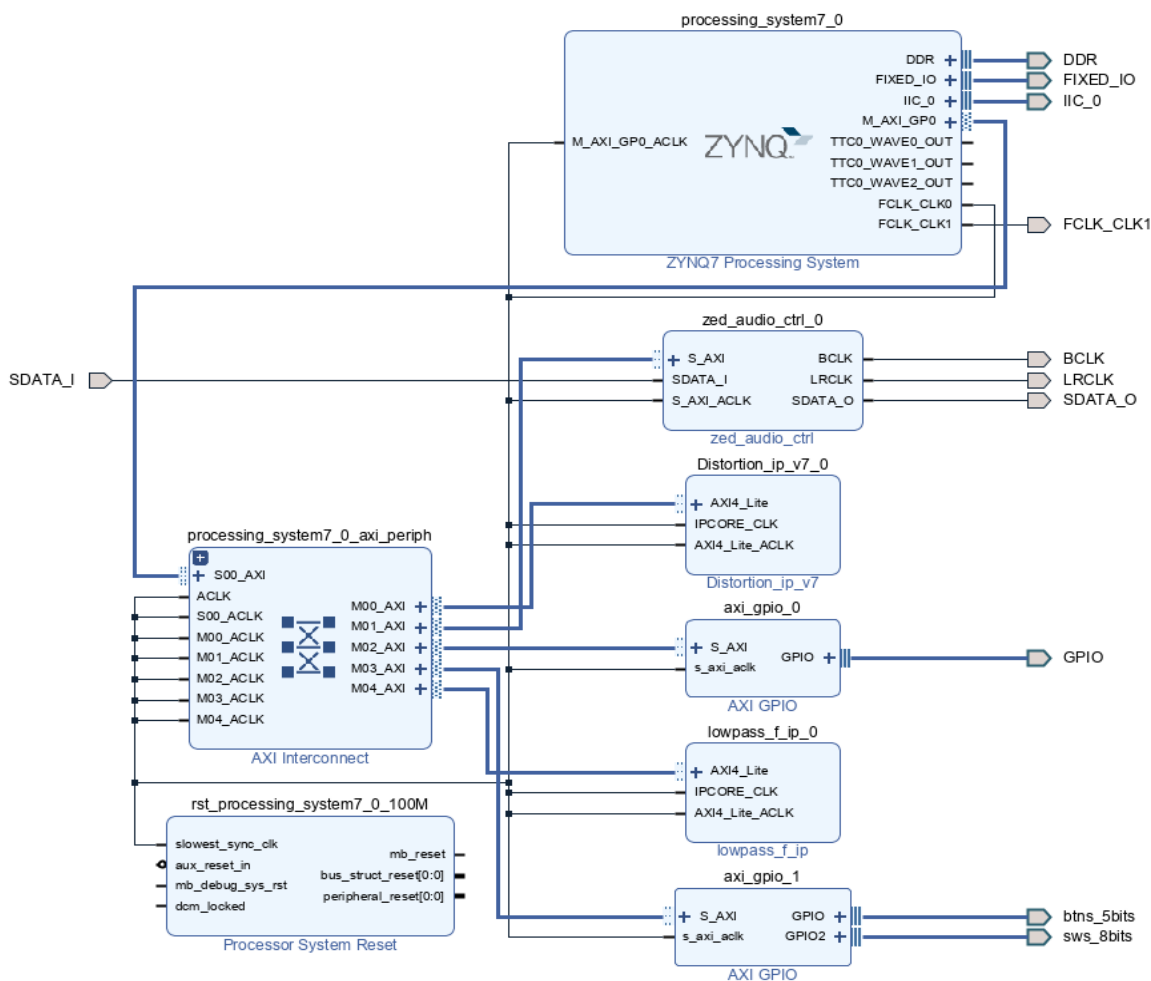 processing_system7_0
DDR
FIXED_IO
IIC_0
M_AXI_GP0
M_AXI_GP0_ACLK
ZYNQ
TTC0_WAVE0_OUT
TTC0_WAVE1_OUT
TTC0_WAVE2_OUT
FCLK_CLK0
FCLK_CLK1
ZYNQ7 Processing System
DDR
FIXED_IO
IIC_0
FCLK_CLK1
zed_audio_ctrl_0
S_AXI
SDATA_I
S_AXI_ACLK
BCLK
LRCLK
SDATA_O
zed_audio_ctrl
SDATA_I
BCLK
LRCLK
SDATA_O
Distortion_ip_v7_0
AXI4_Lite
IPCORE_CLK
AXI4_Lite_ACLK
Distortion_ip_v7
processing_system7_0_axi_periph
S00_AXI
ACLK
S00_ACLK
M00_ACLK
M01_ACLK
M02_ACLK
M03_ACLK
M04_ACLK
M00_AXI
M01_AXI
M02_AXI
M03_AXI
M04_AXI
AXI Interconnect
axi_gpio_0
S_AXI
s_axi_aclk
GPIO
AXI GPIO
GPIO
lowpass_f_ip_0
AXI4_Lite
IPCORE_CLK
AXI4_Lite_ACLK
lowpass_f_ip
rst_processing_system7_0_100M
slowest_sync_clk
aux_reset_in
mb_debug_sys_rst
dcm_locked
mb_reset
bus_struct_reset[0:0]
peripheral_reset[0:0]
Processor System Reset
axi_gpio_1
S_AXI
s_axi_aclk
GPIO
GPIO2
AXI GPIO
btns_5bits
sws_8bits